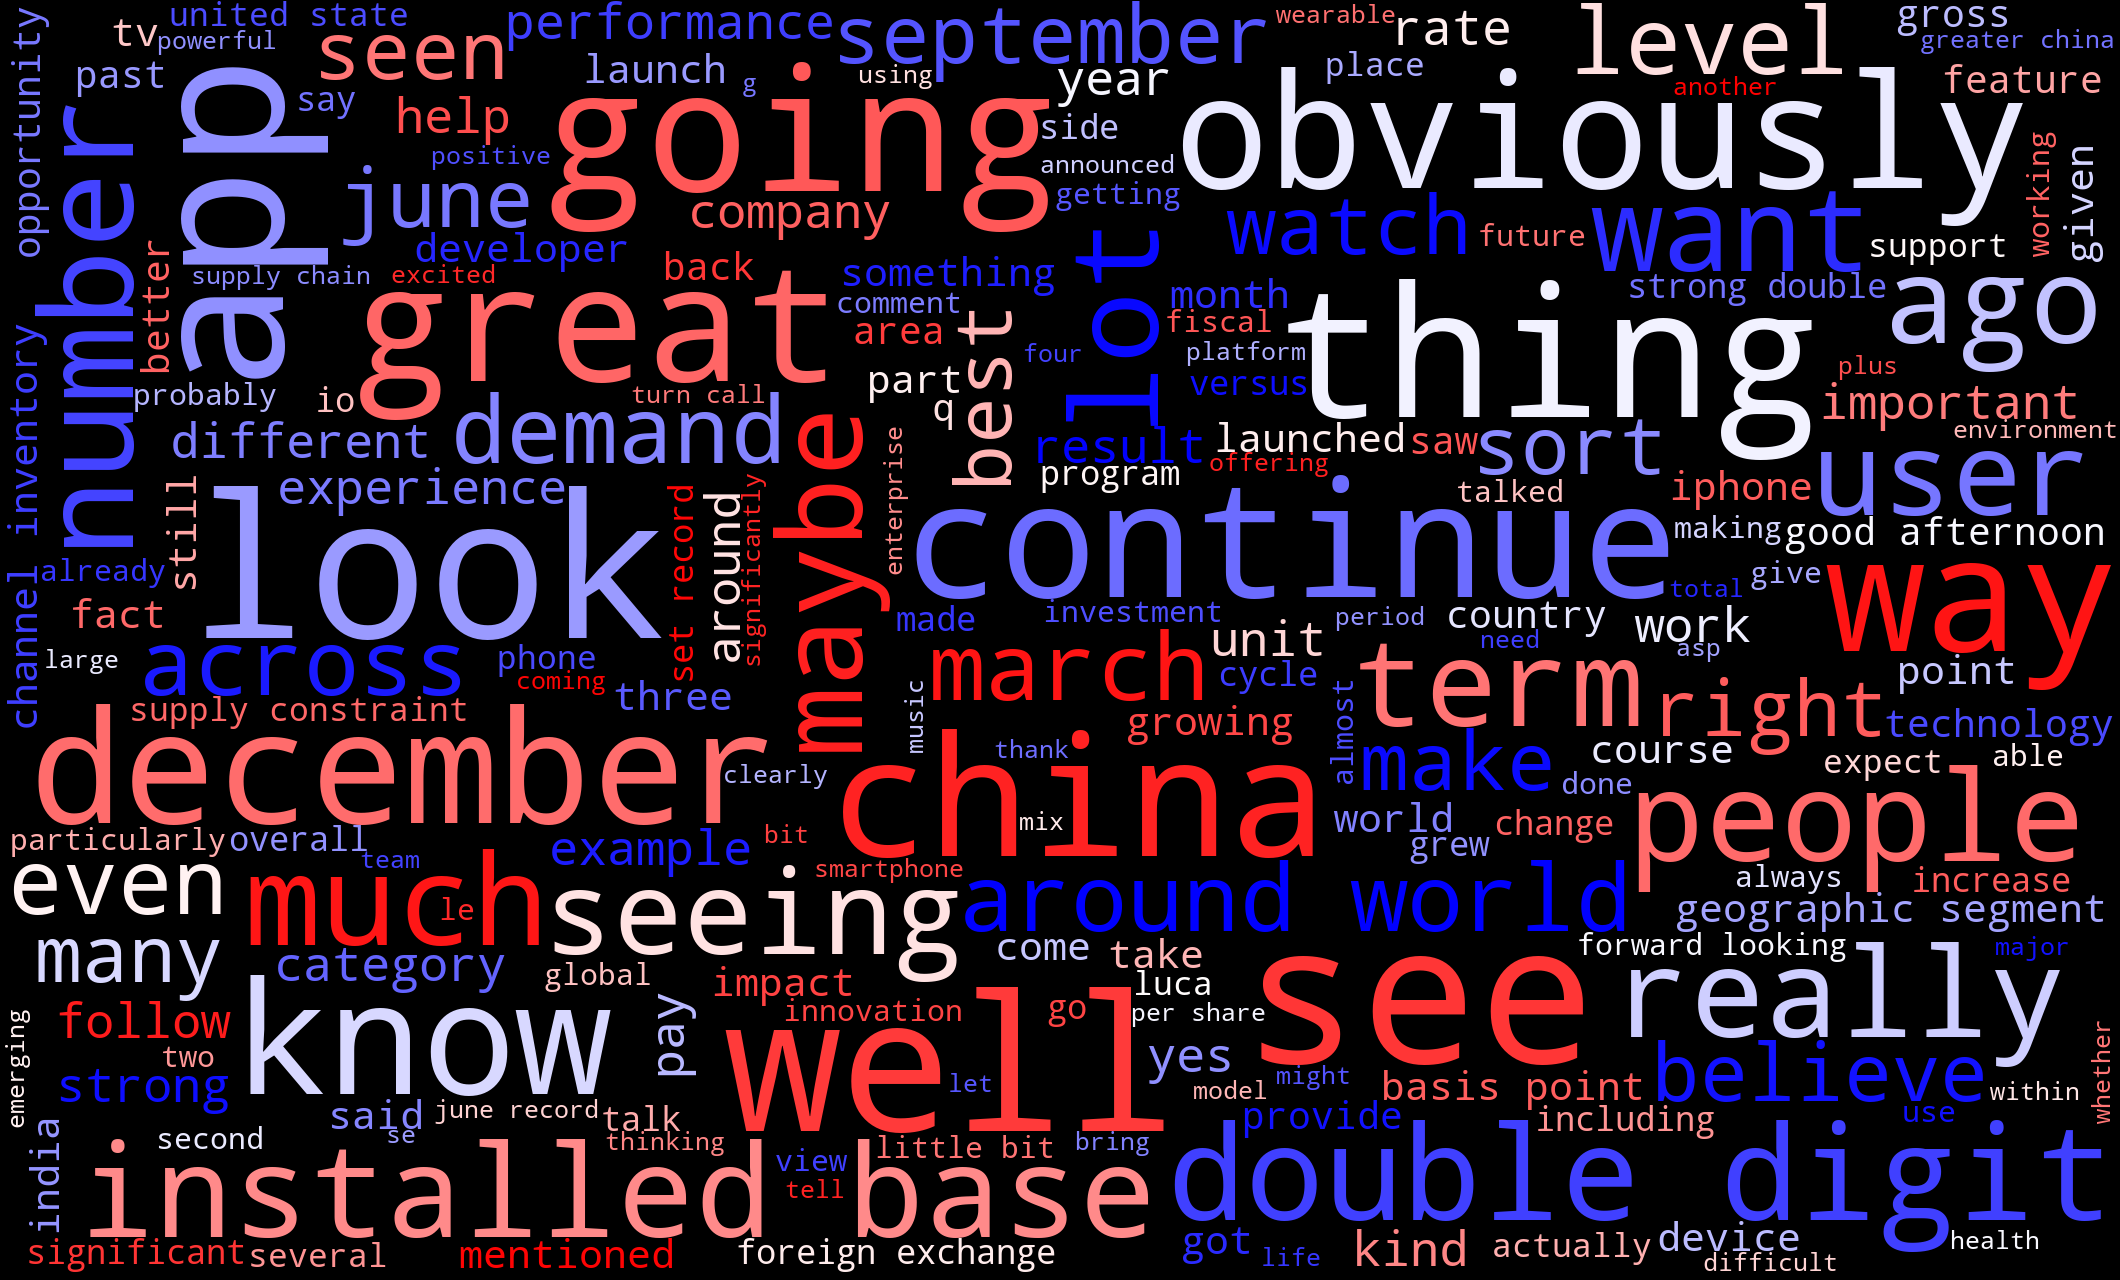 united state
performance
september
wearable
rate
level
gross
greater china
tv
powerful
seen
launch
g
using
year
place
another
feature
opportunity
past
app
say
help
going
side
obviously
number
positive
announced
getting
working
given
june
company
watch
future
want
support
developer
back
something
lot
month
strong double
ago
better
supply chain
excited
great
comment
area
best
four
fiscal
platform
thing
versus
plus
probably
io
turn call
part
q
important
environment
different
demand
maybe
enterprise
result
launched
saw
sort
offering
program
user
channel inventory
still
experience
look
set record
around
significantly
continue
talked
iphone
making
good afternoon
already
fact
total
give
way
large
across
phone
coming
three
made
investment
period
country
need
work
asp
march
unit
cycle
term
right
point
supply constraint
music
growing
almost
technology
december
clearly
thank
china
mix
make
course
done
expect
able
people
particularly
overall
team
example
bit
smartphone
world
grew
change
even
much
le
seeing
around world
always
increase
geographic segment
many
category
global
come
take
forward looking
really
major
emerging
follow
two
know
pay
impact
innovation
well
go
luca
per share
see
strong
let
yes
model
might
basis point
believe
within
whether
india
said
se
june record
talk
thinking
little bit
bring
provide
including
use
second
installed base
view
tell
double digit
significant
several
mentioned
foreign exchange
got
life
kind
actually
device
difficult
health